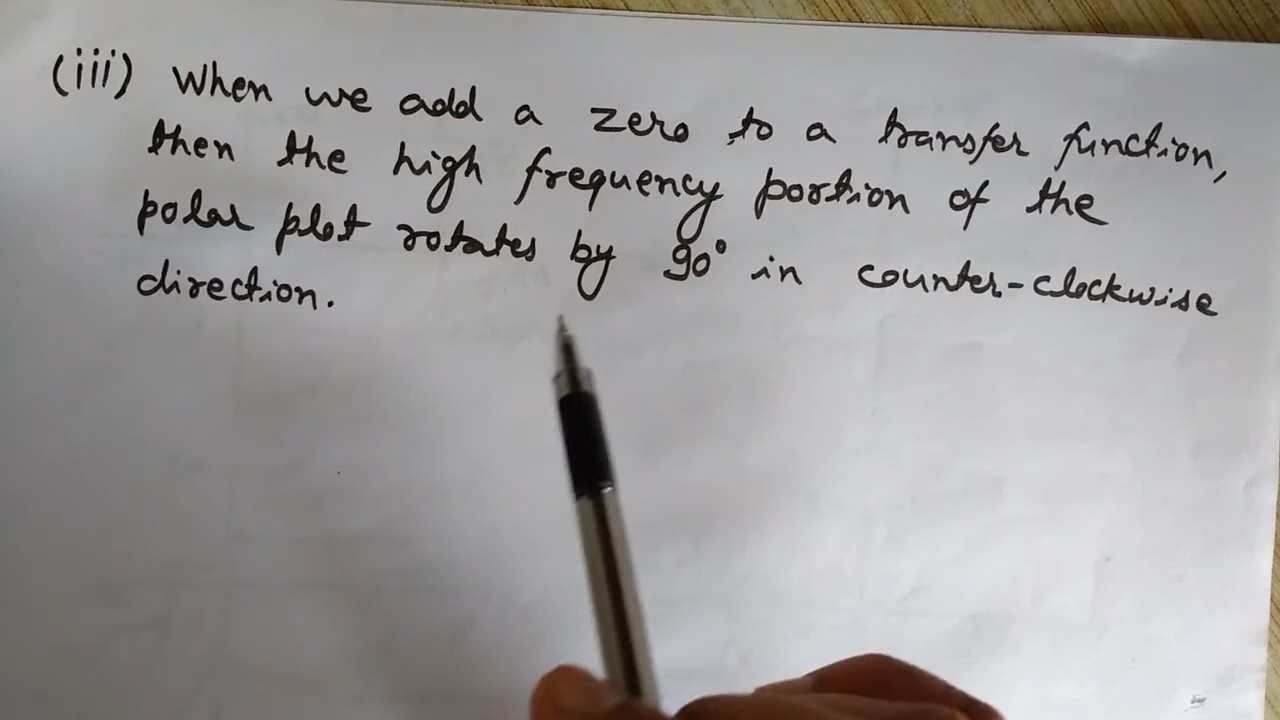 (iii) When we add a zero to a transfer function,
then the high frequency portion of the
polar plot rotates by 90° in counter-clockwise
direction.